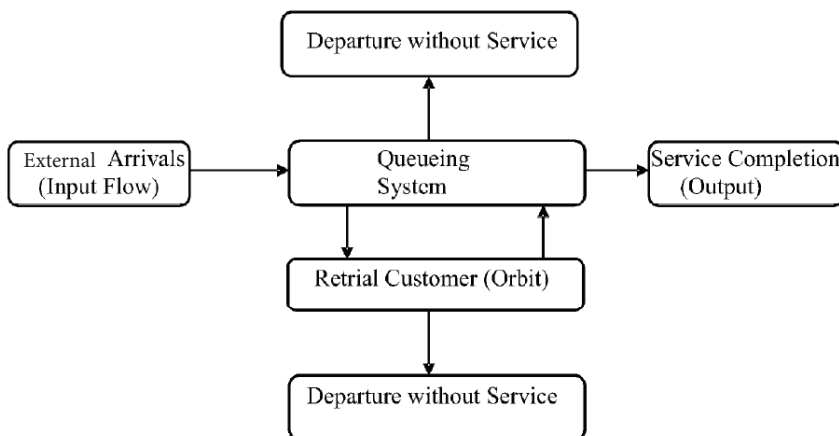 Departure without Service
External Arrivals
(Input Flow)
Queueing
System
Service Completion
(Output)
Retrial Customer (Orbit)
Departure without Service